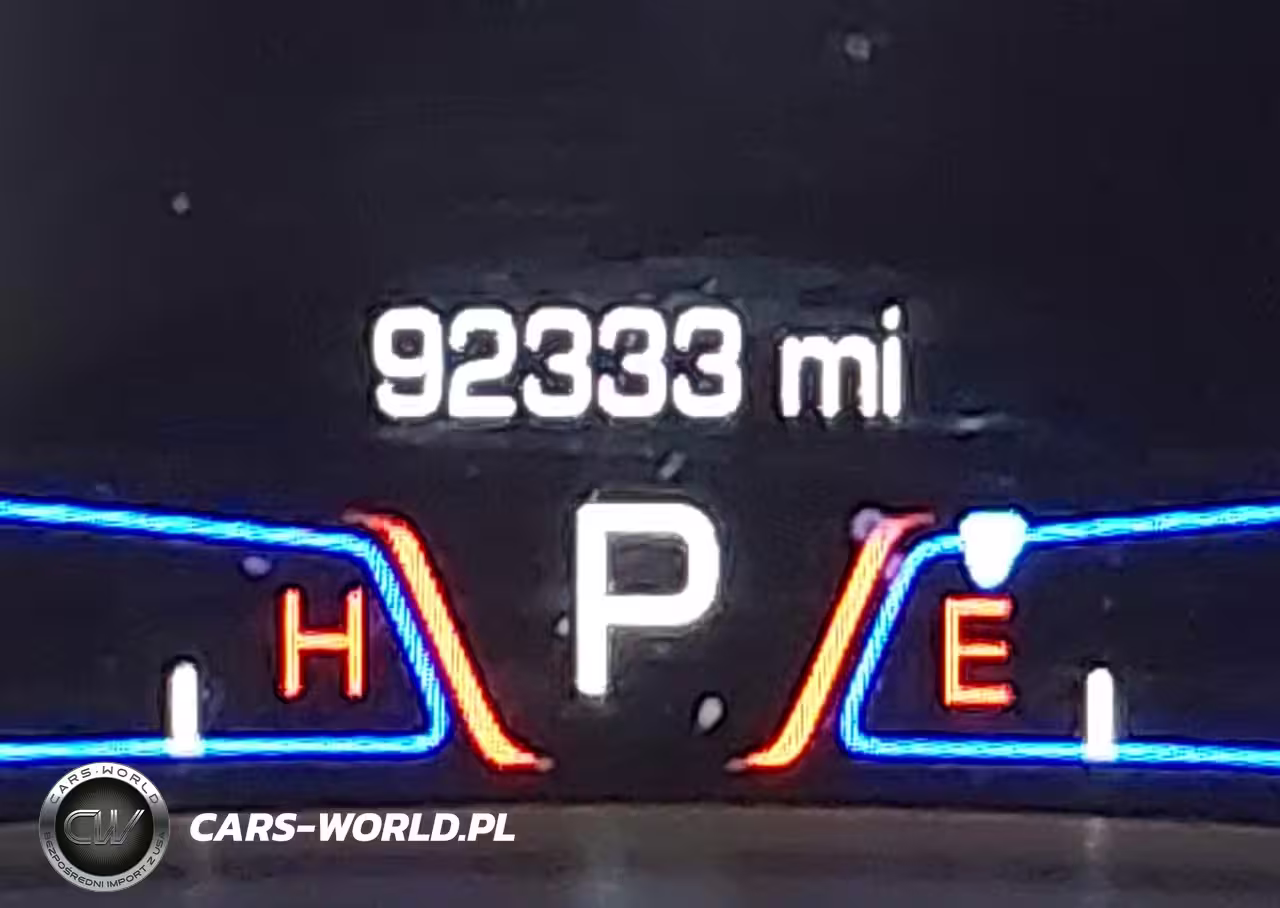 92333 mi
P
H
E
CARS·WORLD
CW
BEZPOŚREDNI IMPORT Z USA
CARS-WORLD.PL